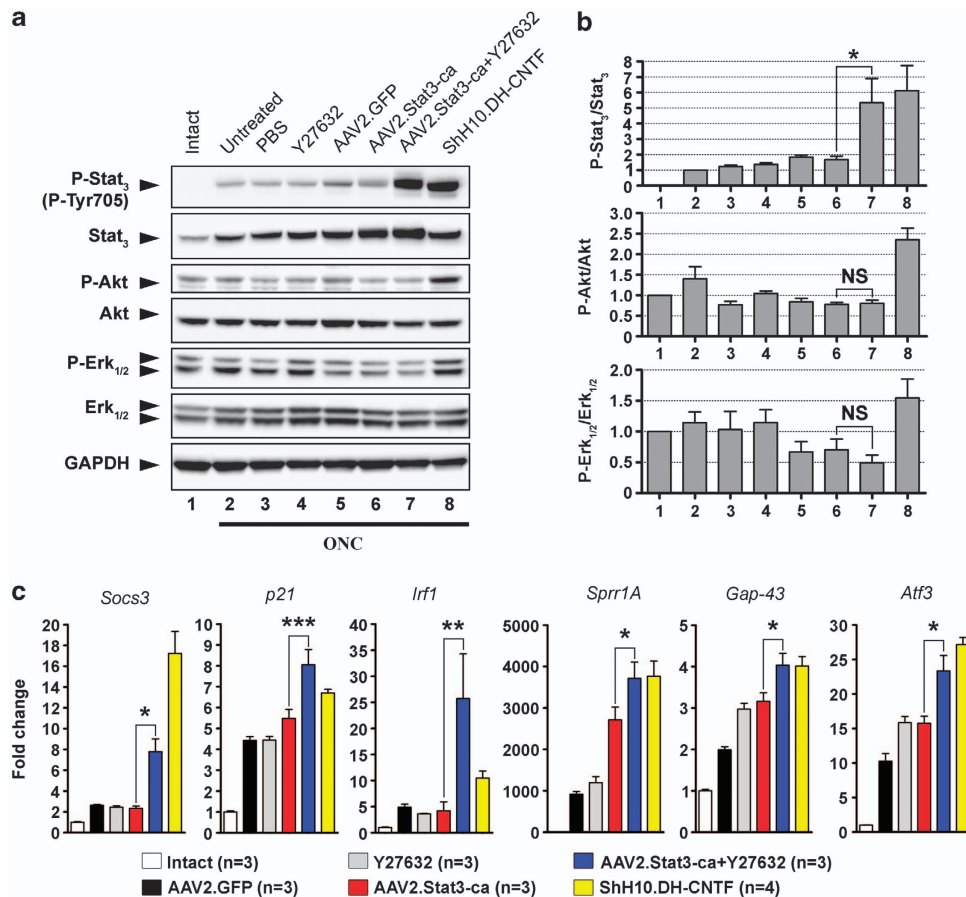 a
Intact
Untreated
PBS
Y27632
AAV2.GFP
AAV2.Stat3-ca
AAV2.Stat3-ca+Y27632
ShH10.DH-CNTF
P-Stat3
(P-Tyr705)
Stat3
P-Akt
Akt
P-Erk1/2
Erk1/2
GAPDH
1 2 3 4 5 6 7 8
ONC
b
P-Stat3/Stat3
8
7
6
5
4
3
2
1
0
*
1 2 3 4 5 6 7 8
P-Akt/Akt
3.0
2.5
2.0
1.5
1.0
0.5
0
NS
1 2 3 4 5 6 7 8
P-Erk1/2/Erk1/2
2.0
1.5
1.0
0.5
0
NS
1 2 3 4 5 6 7 8
c
Fold change
Socs3
20
18
16
14
12
10
8
6
4
2
0
*
p21
10
9
8
7
6
5
4
3
2
1
0
***
Irf1
40
35
30
25
20
15
10
5
0
**
Sprr1A
5000
4000
3000
2000
1000
0
*
Gap-43
5
4
3
2
1
0
*
Atf3
30
25
20
15
10
5
0
*
Intact (n=3)
Y27632 (n=3)
AAV2.Stat3-ca+Y27632 (n=3)
AAV2.GFP (n=3)
AAV2.Stat3-ca (n=3)
ShH10.DH-CNTF (n=4)